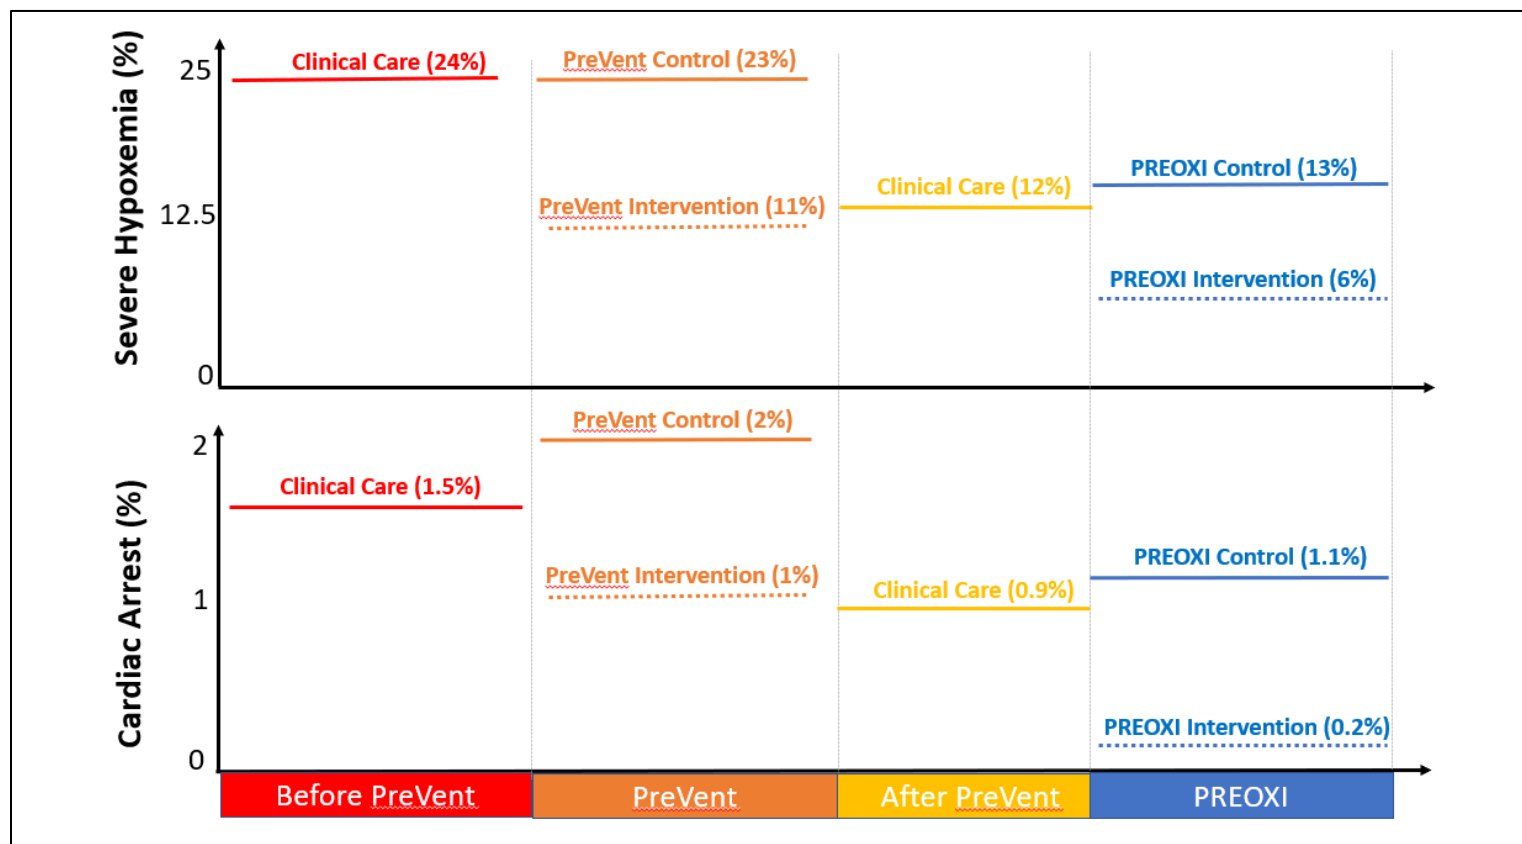 Severe Hypoxemia (%)
25
12.5
0
Clinical Care (24%)
PreVent Control (23%)
PreVent Intervention (11%)
Clinical Care (12%)
PREOXI Control (13%)
PREOXI Intervention (6%)
Cardiac Arrest (%)
2
1
0
Clinical Care (1.5%)
PreVent Control (2%)
PreVent Intervention (1%)
Clinical Care (0.9%)
PREOXI Control (1.1%)
PREOXI Intervention (0.2%)
Before PreVent
PreVent
After PreVent
PREOXI